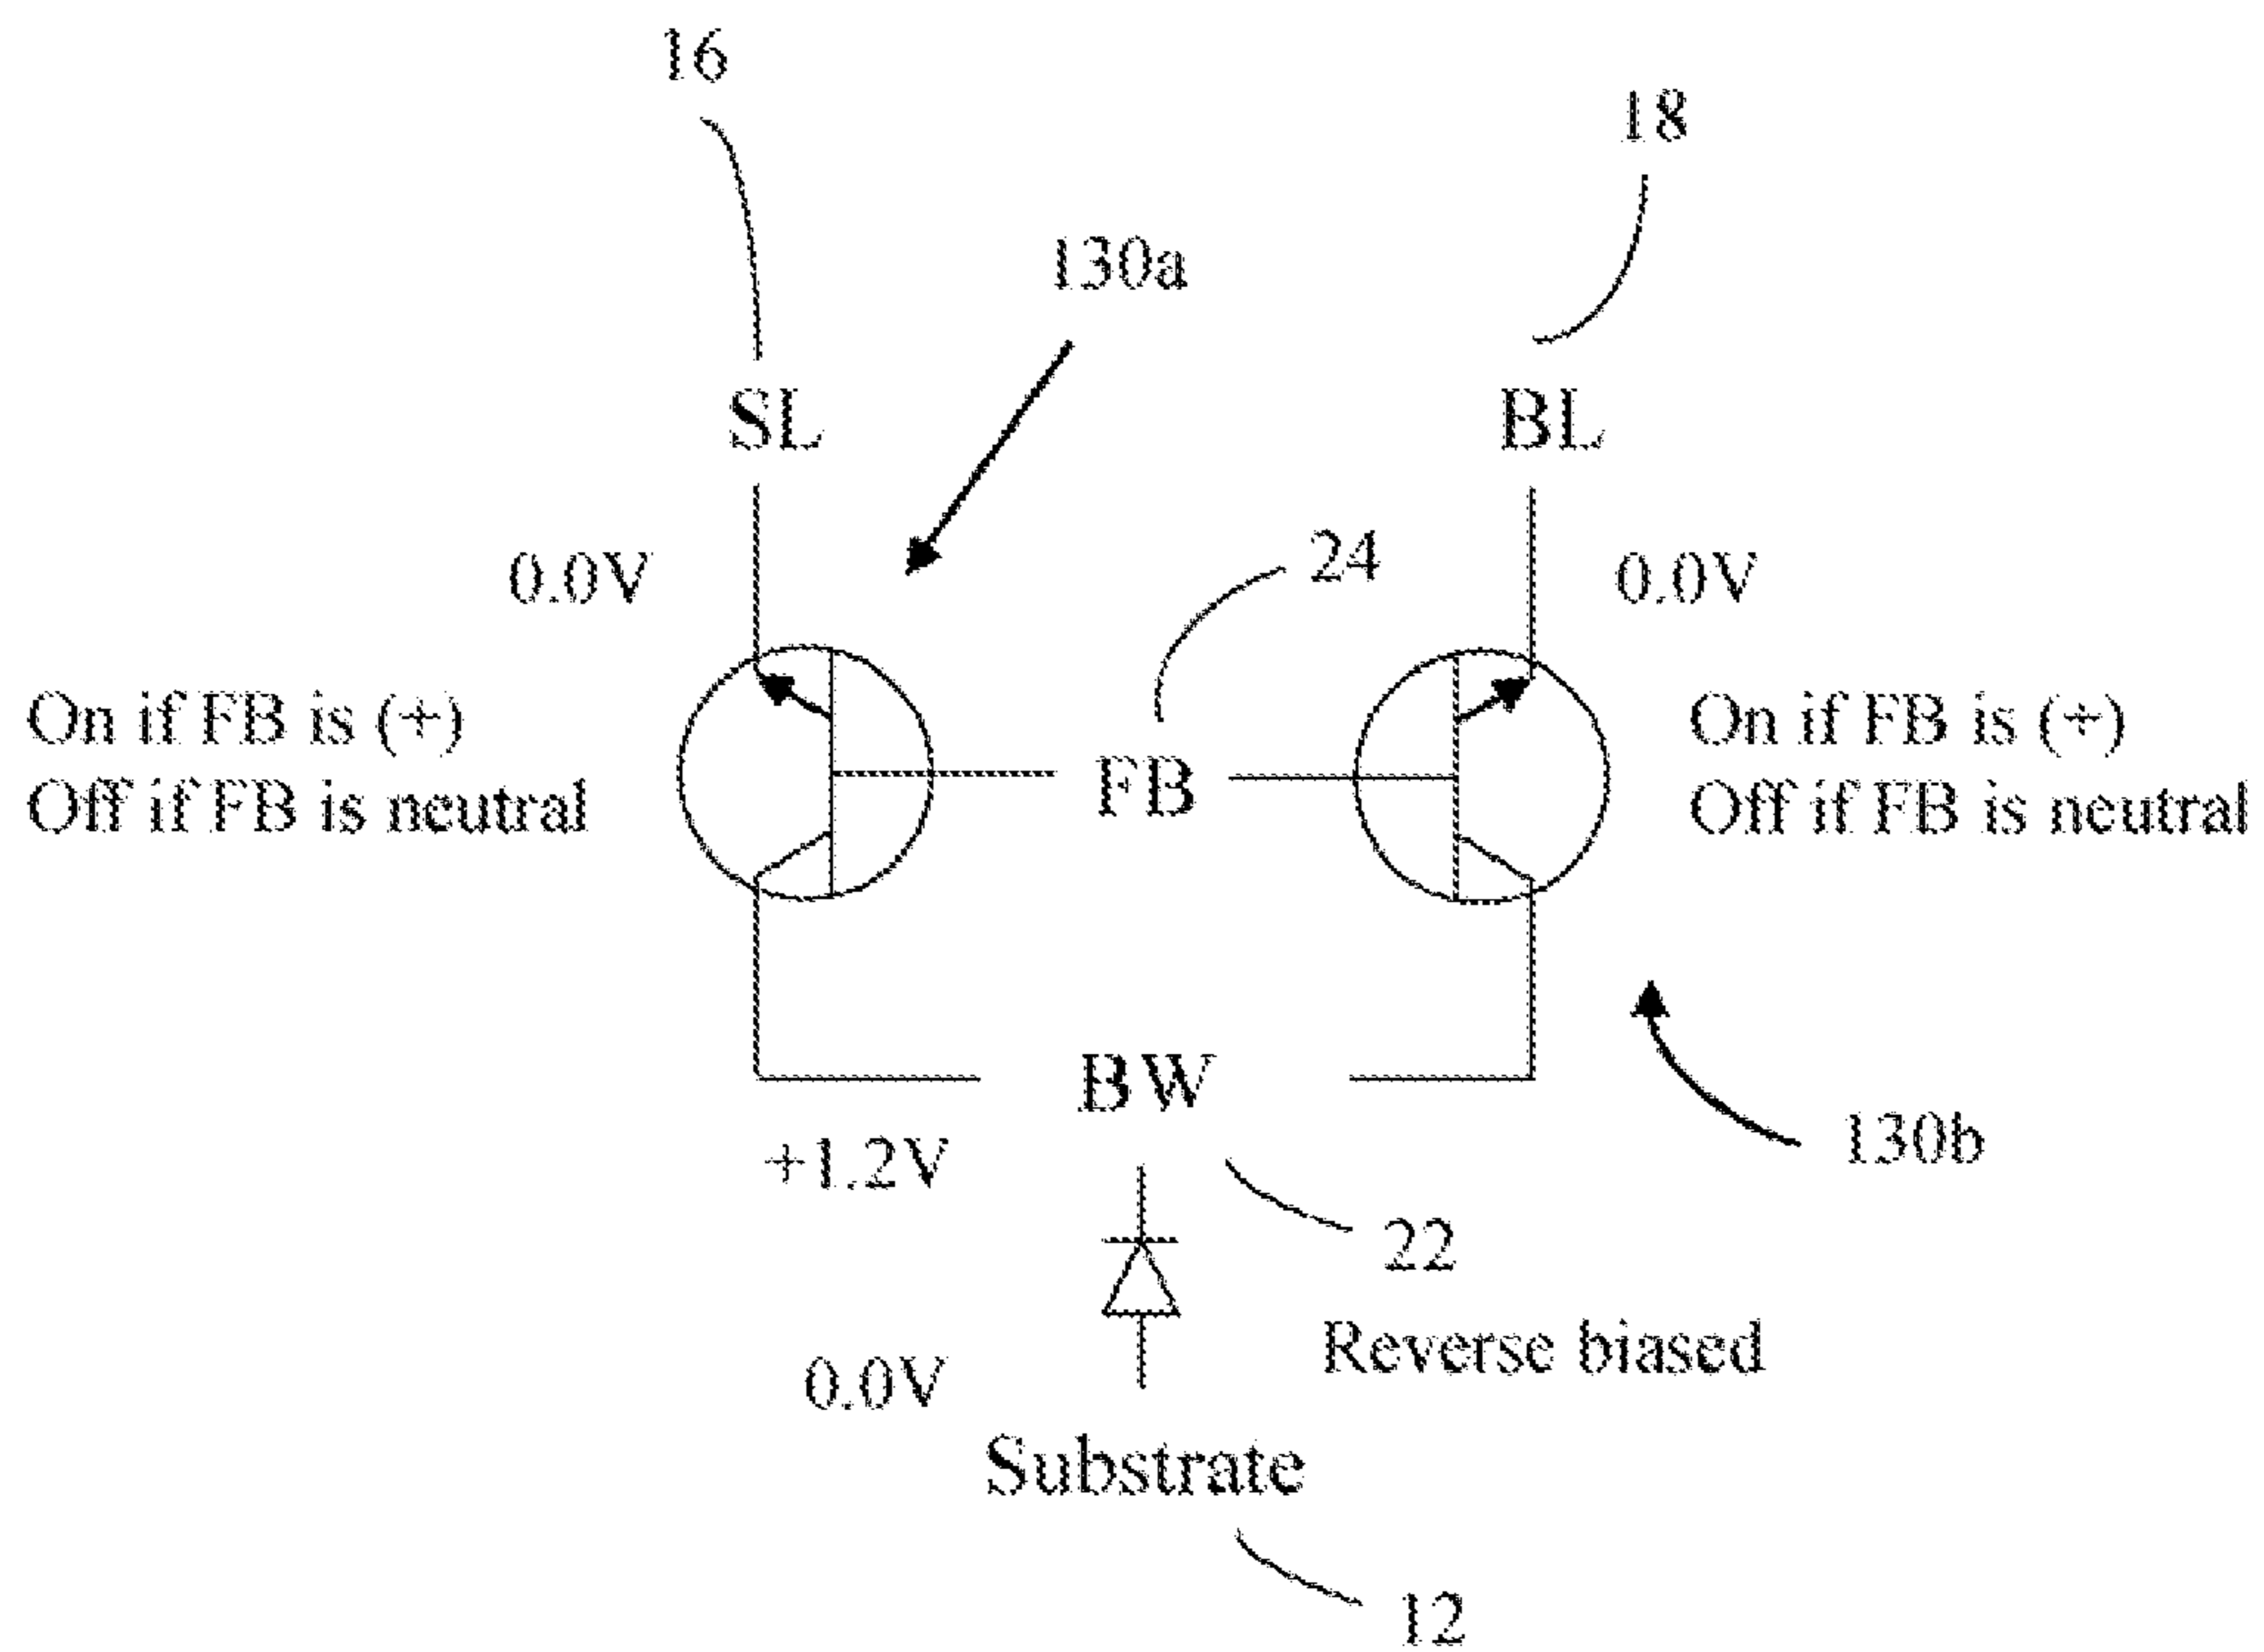 16
18
130a
SL
BL
0.0V
24
0.0V
On if FB is (+)
Off if FB is neutral
FB
On if FB is (+)
Off if FB is neutral
BW
+1.2V
130b
22
Reverse biased
0.0V
Substrate
12